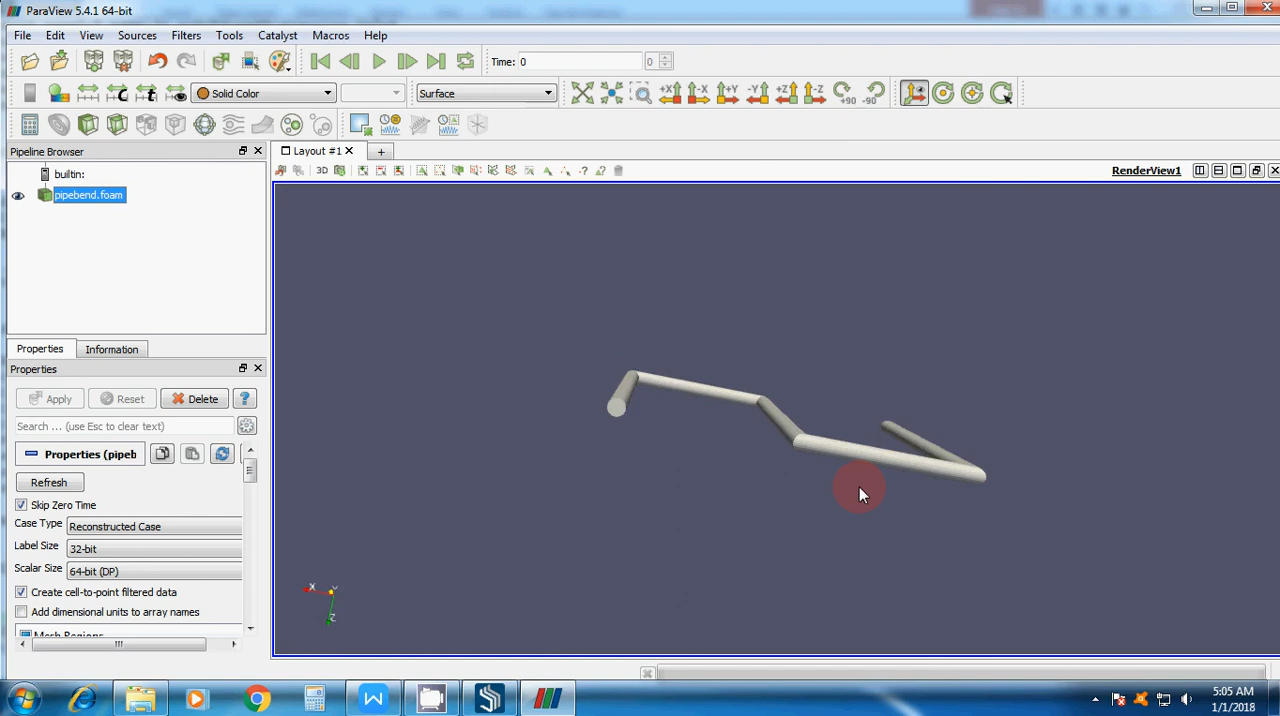 ParaView 5.4.1 64-bit
File Edit View Sources Filters Tools Catalyst Macros Help
Time: 0 0
Solid Color Surface +X -X +Y -Y +Z -Z +90 -90
Pipeline Browser
Layout #1
builtin:
3D
RenderView1
pipebend.foam
Properties Information
Properties
Apply Reset Delete ?
Search ... (use Esc to clear text)
Properties (pipeb
Refresh
Skip Zero Time
Case Type Reconstructed Case
Label Size 32-bit
Scalar Size 64-bit (DP)
Create cell-to-point filtered data
Add dimensional units to array names
Mesh Regions
X Y
Z
5:05 AM
1/1/2018